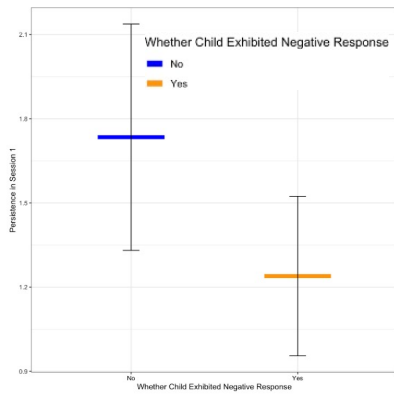 2.1
Whether Child Exhibited Negative Response
No
Yes
1.8
Persistence in Session 1
1.5
1.2
0.9
No Yes
Whether Child Exhibited Negative Response